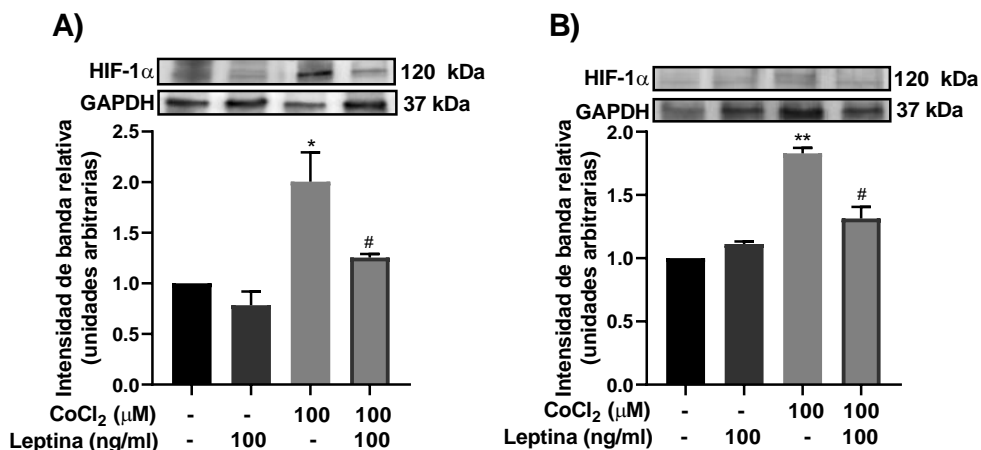 A)
HIF-1α 120 kDa
GAPDH 37 kDa
Intensidad de banda relativa
(unidades arbitrarias)
2.5
2.0
1.5
1.0
0.5
0.0
*
#
CoCl₂ (μM) - - 100 100
Leptina (ng/ml) - 100 - 100
B)
HIF-1α 120 kDa
GAPDH 37 kDa
Intensidad de banda relativa
(unidades arbitrarias)
2.0
1.5
1.0
0.5
0.0
**
#
CoCl₂ (μM) - - 100 100
Leptina (ng/ml) - 100 - 100